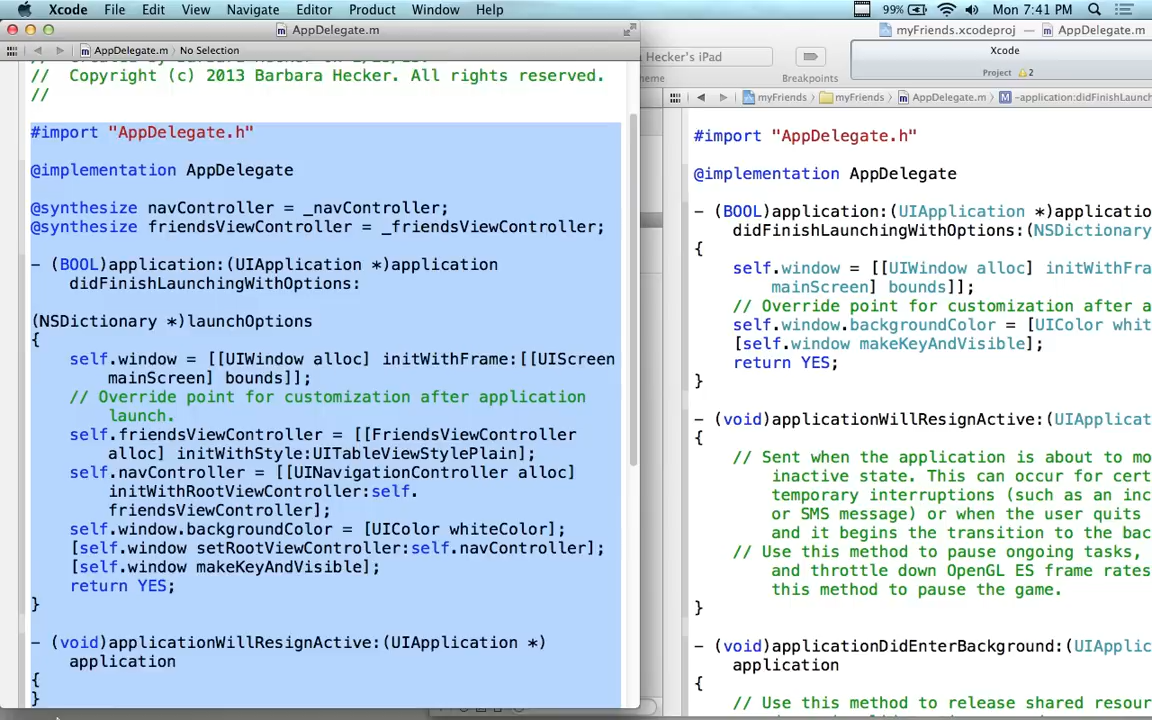 Xcode File Edit View Navigate Editor Product Window Help 99% Mon 7:41 PM
AppDelegate.m
AppDelegate.m No Selection
// Copyright (c) 2013 Barbara Hecker. All rights reserved.
//
#import "AppDelegate.h"
@implementation AppDelegate
@synthesize navController = _navController;
@synthesize friendsViewController = _friendsViewController;
- (BOOL)application:(UIApplication *)application
didFinishLaunchingWithOptions:
(NSDictionary *)launchOptions
{
self.window = [[UIWindow alloc] initWithFrame:[[UIScreen
mainScreen] bounds]];
// Override point for customization after application
launch.
self.friendsViewController = [[FriendsViewController
alloc] initWithStyle:UITableViewStylePlain];
self.navController = [[UINavigationController alloc]
initWithRootViewController:self.
friendsViewController];
self.window.backgroundColor = [UIColor whiteColor];
[self.window setRootViewController:self.navController];
[self.window makeKeyAndVisible];
return YES;
}
- (void)applicationWillResignActive:(UIApplication *)
application
{
}
myFriends.xcodeproj — AppDelegate.m
Hecker's iPad
Breakpoints
Xcode
Project 2
myFriends myFriends AppDelegate.m -application:didFinishLaunch
#import "AppDelegate.h"
@implementation AppDelegate
- (BOOL)application:(UIApplication *)application
didFinishLaunchingWithOptions:(NSDictionary
{
self.window = [[UIWindow alloc] initWithFra
mainScreen] bounds]];
// Override point for customization after a
self.window.backgroundColor = [UIColor whit
[self.window makeKeyAndVisible];
return YES;
}
- (void)applicationWillResignActive:(UIApplicat
{
// Sent when the application is about to mo
inactive state. This can occur for cert
temporary interruptions (such as an inc
or SMS message) or when the user quits
and it begins the transition to the bac
// Use this method to pause ongoing tasks,
and throttle down OpenGL ES frame rates
this method to pause the game.
}
- (void)applicationDidEnterBackground:(UIApplic
application
{
// Use this method to release shared resour